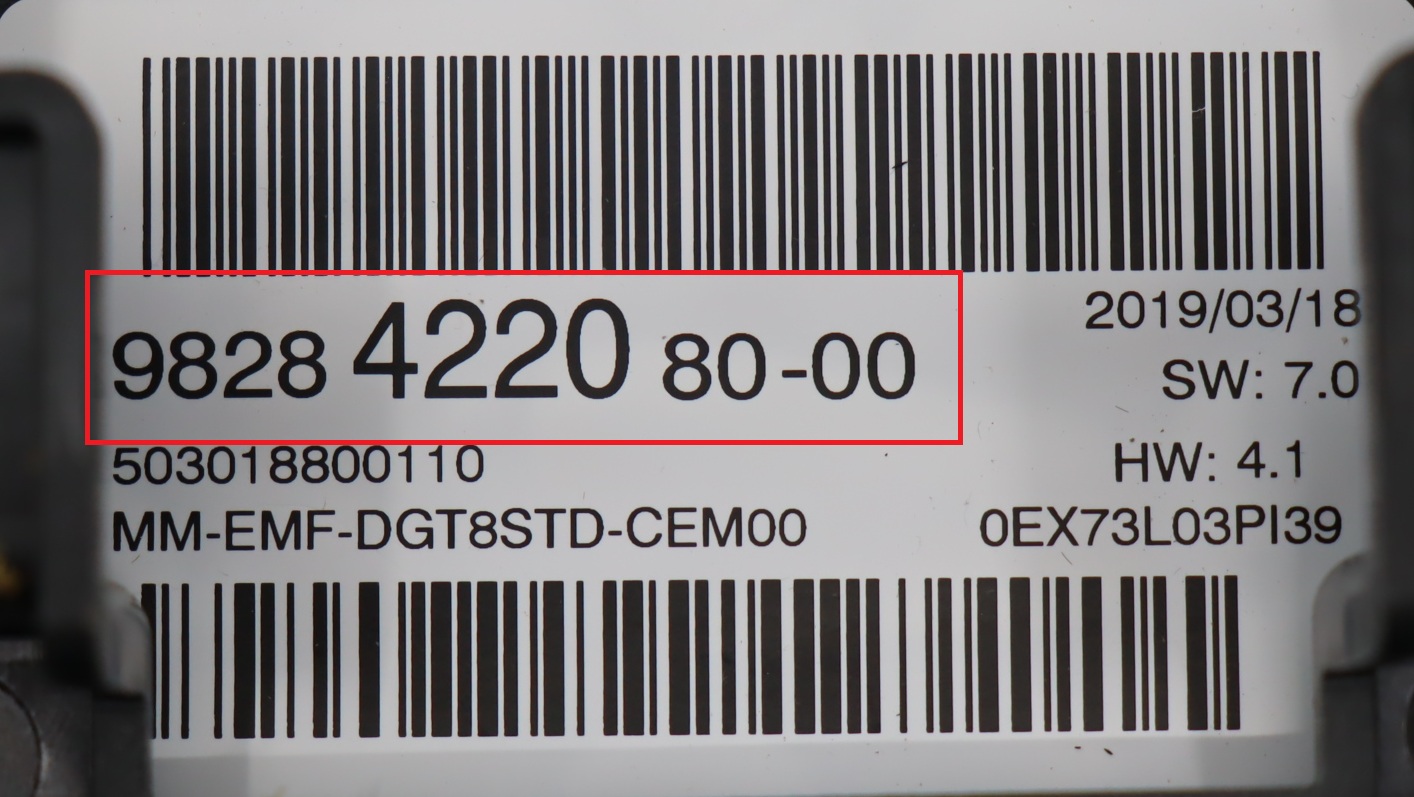 9828 4220 80-00
2019/03/18
SW: 7.0
503018800110
HW: 4.1
MM-EMF-DGT8STD-CEM00
0EX73L03PI39